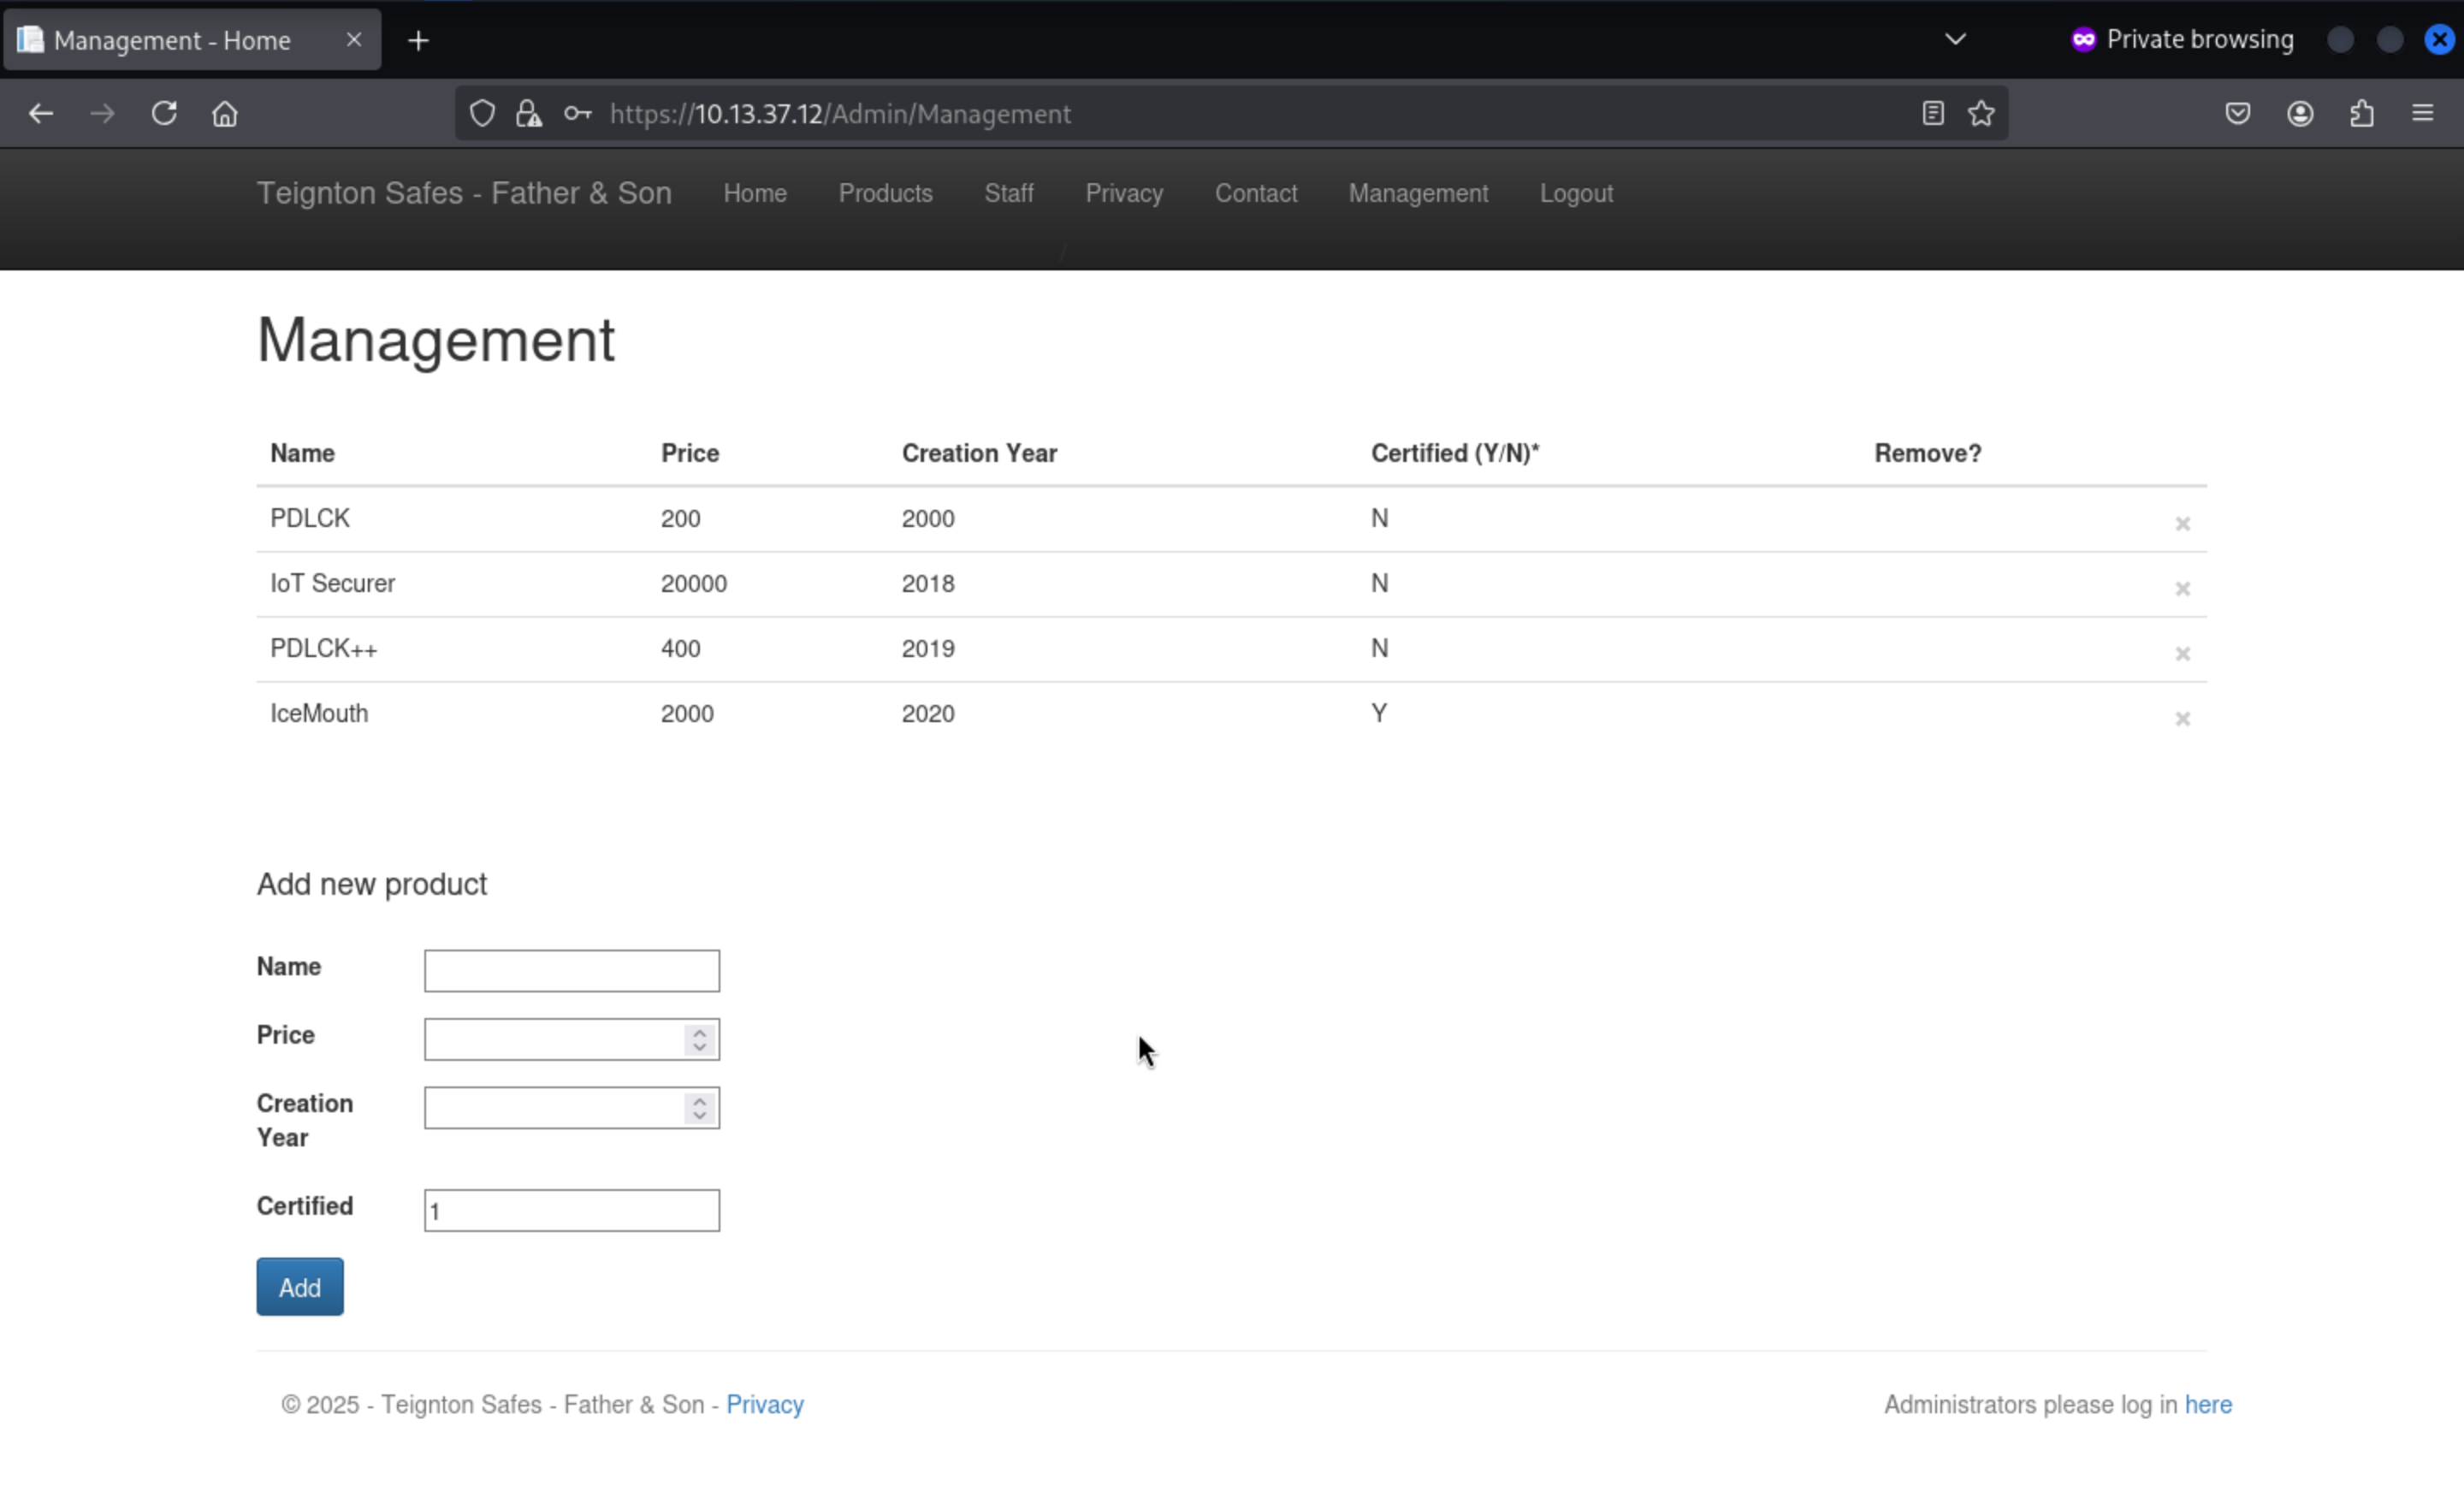 Management - Home
Private browsing
https://10.13.37.12/Admin/Management
Teignton Safes - Father & Son Home Products Staff Privacy Contact Management Logout
Management
Name Price Creation Year Certified (Y/N)* Remove?
PDLCK 200 2000 N
IoT Securer 20000 2018 N
PDLCK++ 400 2019 N
IceMouth 2000 2020 Y
Add new product
Name
Price
Creation
Year
Certified 1
Add
© 2025 - Teignton Safes - Father & Son - Privacy Administrators please log in here